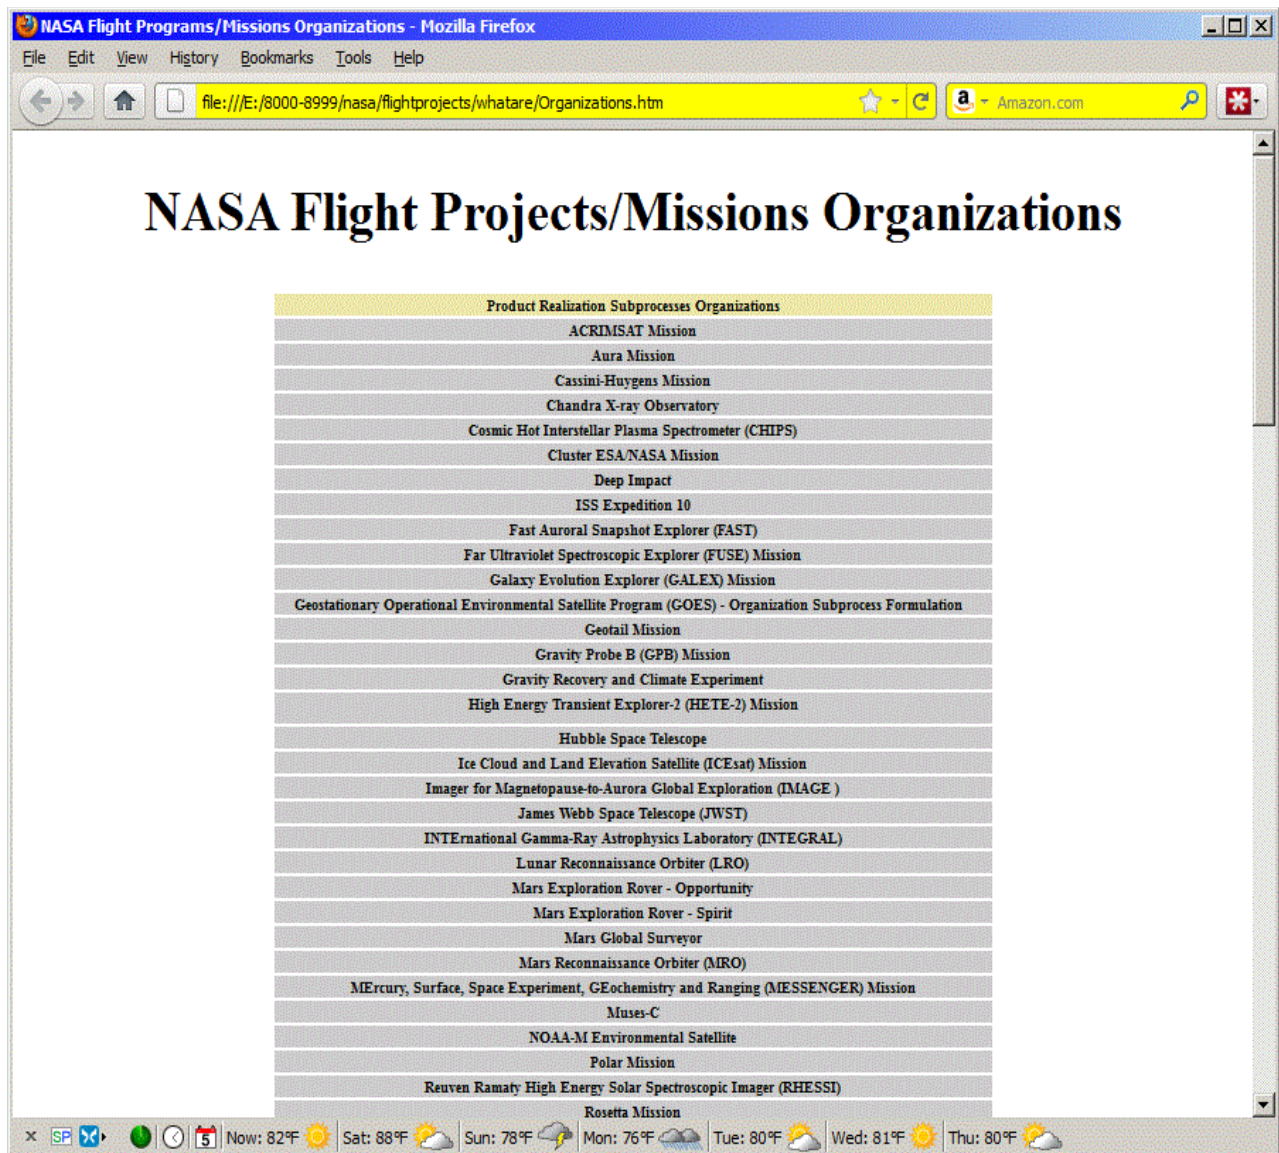 NASA Flight Programs/Missions Organizations - Mozilla Firefox
File Edit View History Bookmarks Tools Help
file:///E:/8000-8999/nasa/flightprojects/whatare/Organizations.htm
a Amazon.com
NASA Flight Projects/Missions Organizations
Product Realization Subprocesses Organizations
ACRIMSAT Mission
Aura Mission
Cassini-Huygens Mission
Chandra X-ray Observatory
Cosmic Hot Interstellar Plasma Spectrometer (CHIPS)
Cluster ESA/NASA Mission
Deep Impact
ISS Expedition 10
Fast Auroral Snapshot Explorer (FAST)
Far Ultraviolet Spectroscopic Explorer (FUSE) Mission
Galaxy Evolution Explorer (GALEX) Mission
Geostationary Operational Environmental Satellite Program (GOES) - Organization Subprocess Formulation
Geotail Mission
Gravity Probe B (GPB) Mission
Gravity Recovery and Climate Experiment
High Energy Transient Explorer-2 (HETE-2) Mission
Hubble Space Telescope
Ice Cloud and Land Elevation Satellite (ICEsat) Mission
Imager for Magnetopause-to-Aurora Global Exploration (IMAGE )
James Webb Space Telescope (JWST)
INTErnational Gamma-Ray Astrophysics Laboratory (INTEGRAL)
Lunar Reconnaissance Orbiter (LRO)
Mars Exploration Rover - Opportunity
Mars Exploration Rover - Spirit
Mars Global Surveyor
Mars Reconnaissance Orbiter (MRO)
MErcury, Surface, Space Experiment, GEochemistry and Ranging (MESSENGER) Mission
Muses-C
NOAA-M Environmental Satellite
Polar Mission
Reuven Ramaty High Energy Solar Spectroscopic Imager (RHESSI)
Rosetta Mission
SP 5 Now: 82°F Sat: 88°F Sun: 78°F Mon: 76°F Tue: 80°F Wed: 81°F Thu: 80°F